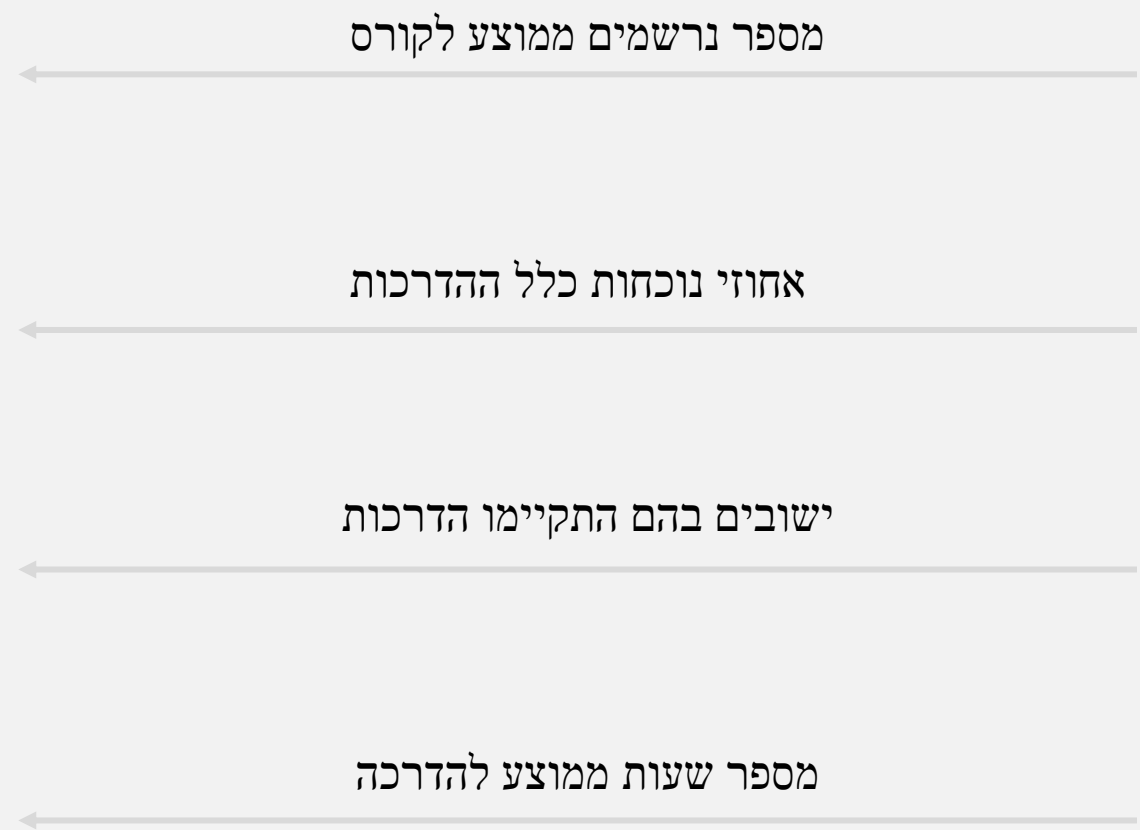 מספר נרשמים ממוצע לקורס
אחוזי נוכחות כלל ההדרכות
ישובים בהם התקיימו הדרכות
מספר שעות ממוצע להדרכה